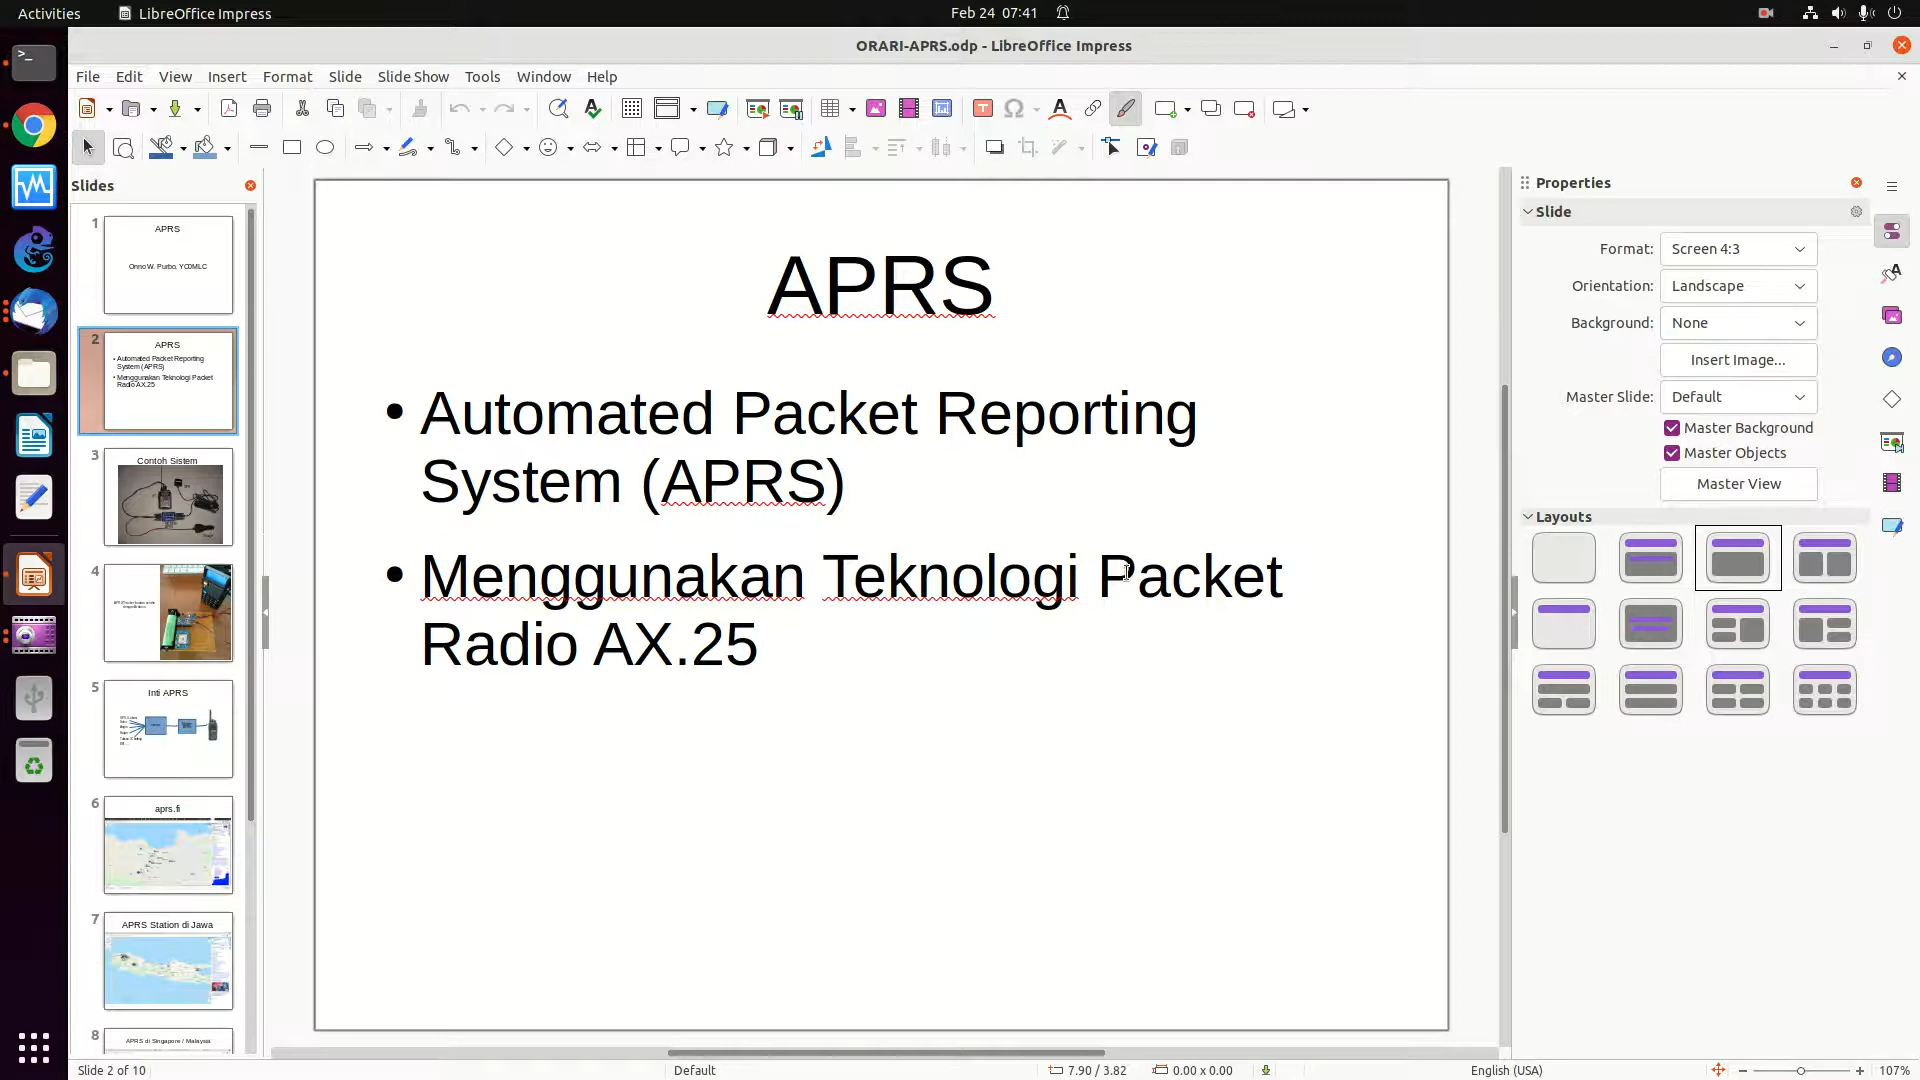 Activities LibreOffice Impress Feb 24 07:41
ORARI-APRS.odp - LibreOffice Impress
File Edit View Insert Format Slide Slide Show Tools Window Help
Slides
1
APRS
Onno W. Purbo, YC0MLC
2
APRS
• Automated Packet Reporting
System (APRS)
• Menggunakan Teknologi Packet
Radio AX.25
3
Contoh Sistem
4
5
Inti APRS
6
aprs.fi
7
APRS Station di Jawa
8
APRS di Singapore / Malaysia
APRS
• Automated Packet Reporting
System (APRS)
• Menggunakan Teknologi Packet
Radio AX.25
Properties
Slide
Format: Screen 4:3
Orientation: Landscape
Background: None
Insert Image...
Master Slide: Default
Master Background
Master Objects
Master View
Layouts
Slide 2 of 10 Default 7.90 / 3.82 0.00 x 0.00 English (USA) 107%